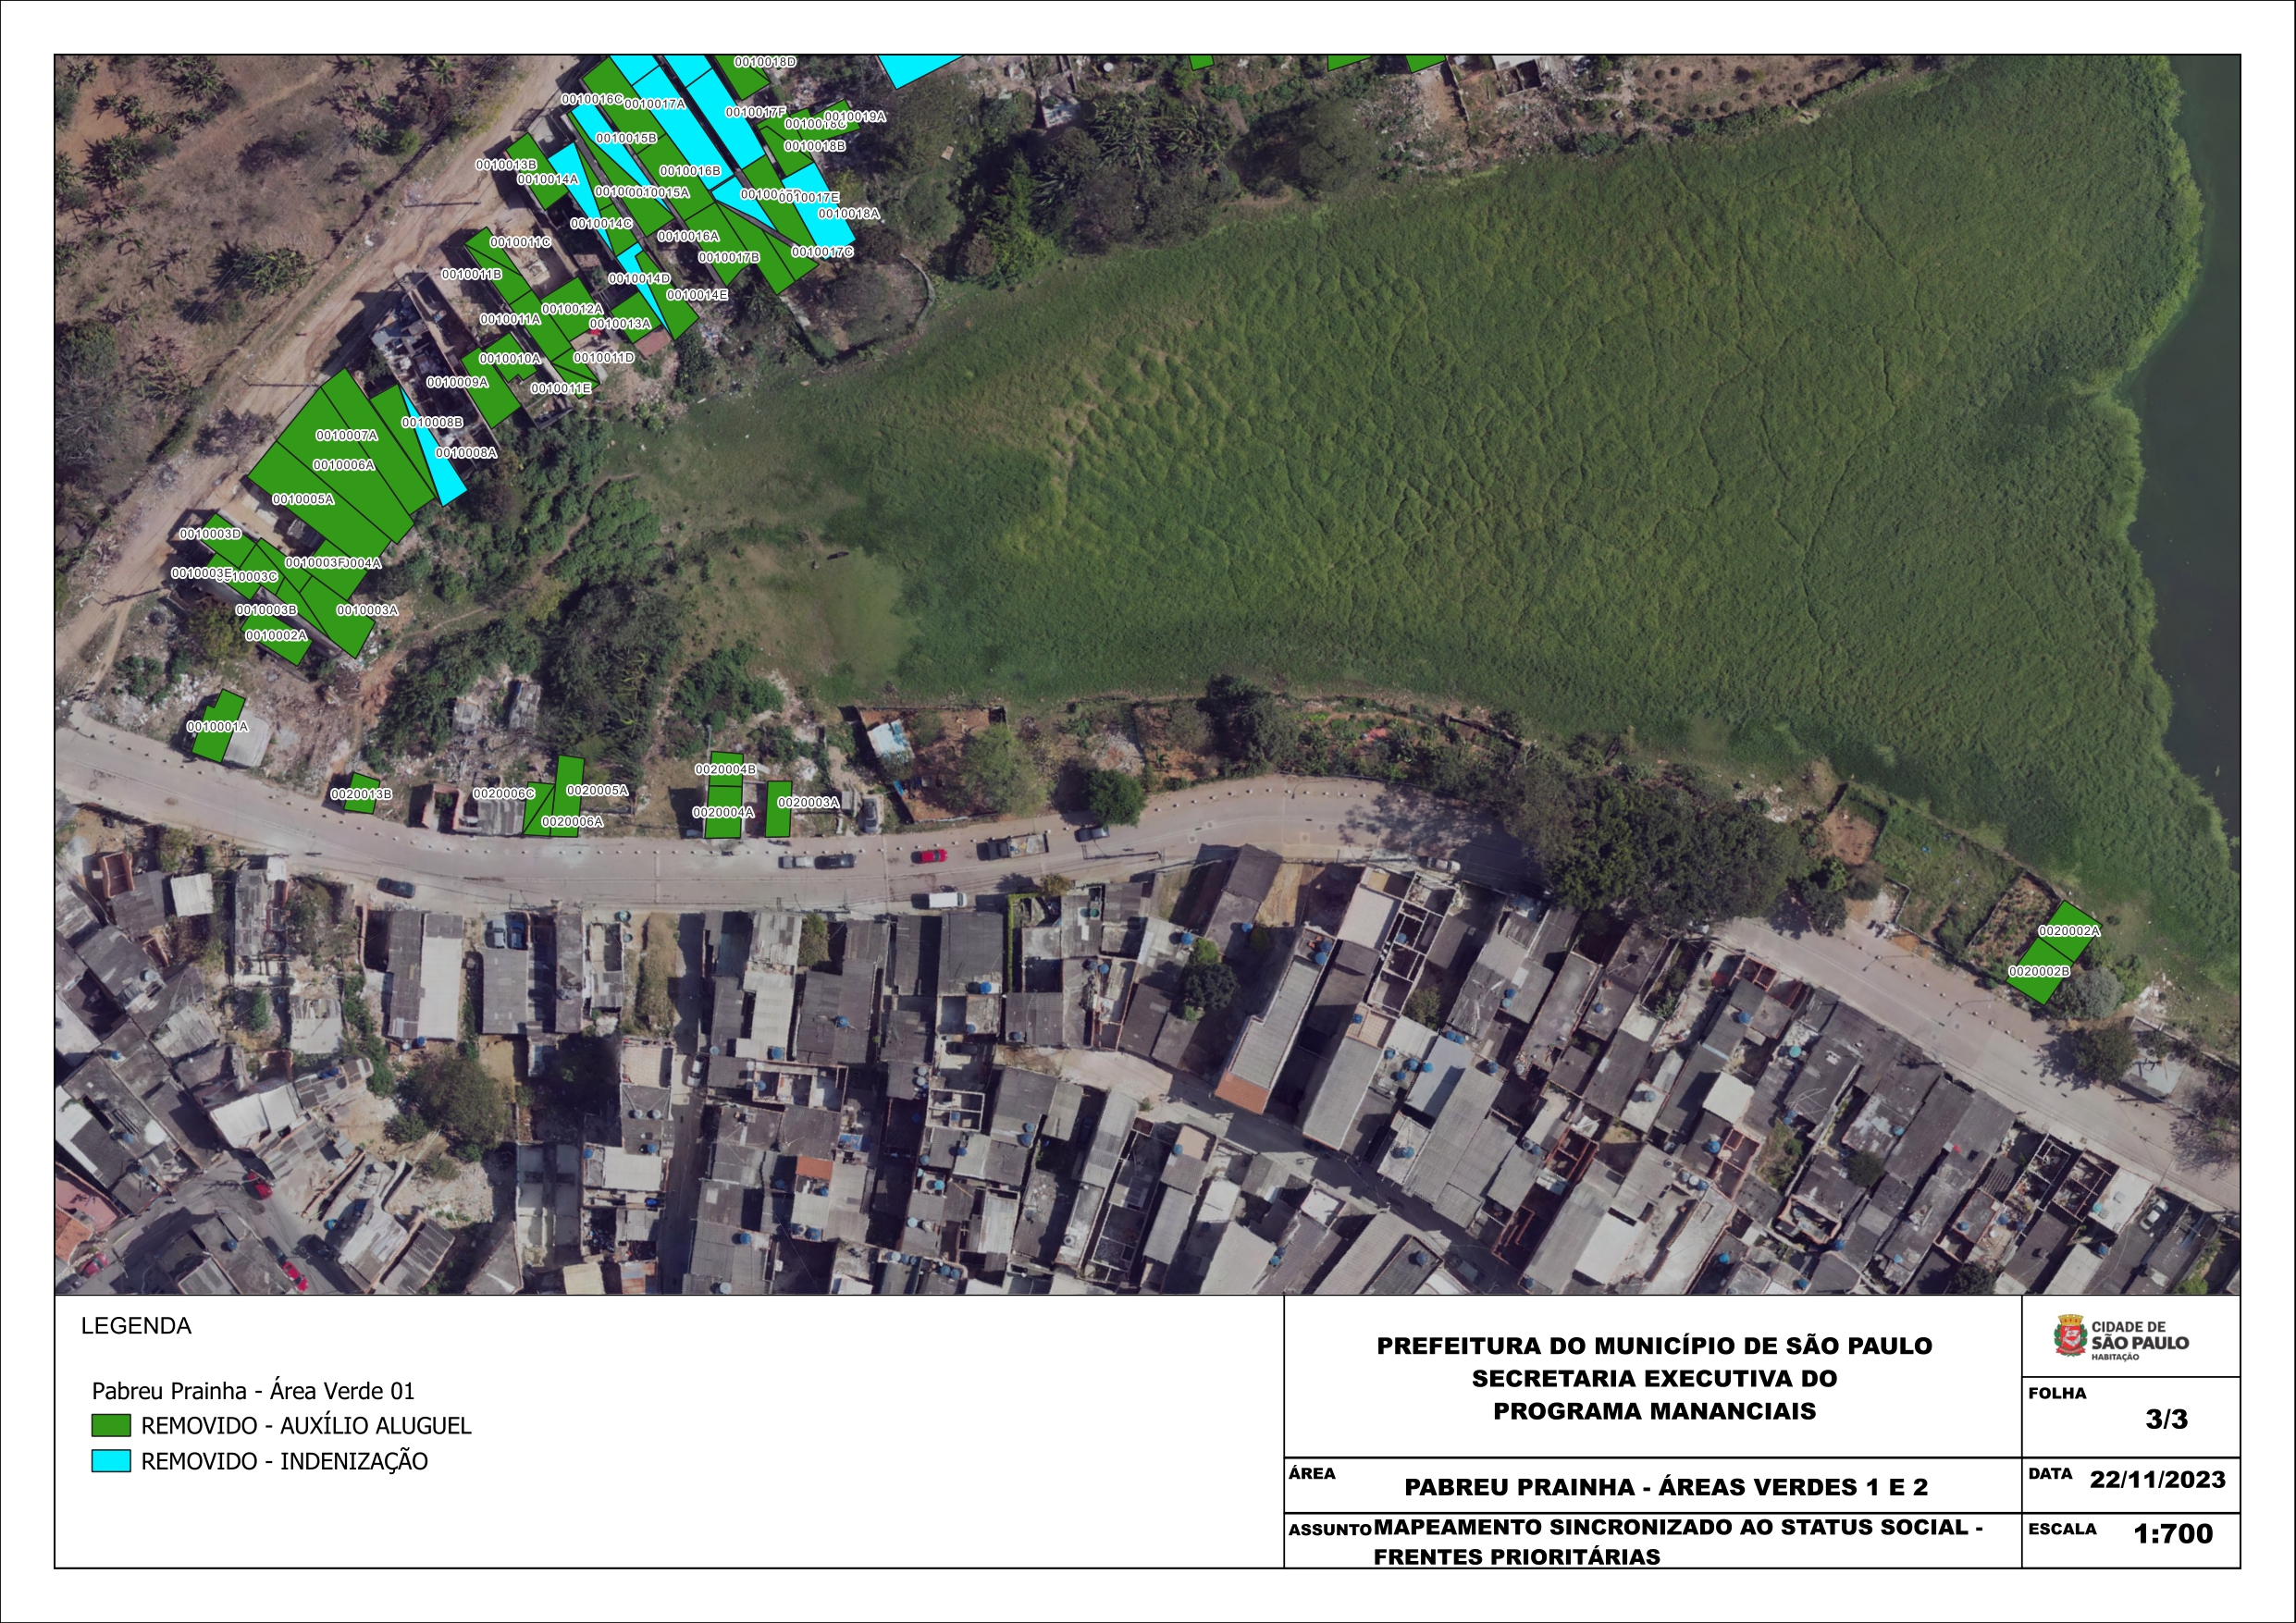 0010018D
0010016C
0010017A
0010017F
0010019A
0010018C
0010015B
0010018B
0010013B
0010014A
0010016B
0010015A
0010017E
0010018A
0010014C
0010016A
0010011C
0010017B
0010017C
0010011B
0010014D
0010014E
0010012A
0010011A
0010013A
0010010A
0010011D
0010009A
0010011E
0010008B
0010007A
0010008A
0010006A
0010005A
0010003D
0010003F
0010003E
0010003B
0010003A
0010002A
0010001A
0020004B
0020013B
0020006C
0020005A
0020003A
0020004A
0020006A
0020002A
0020002B
LEGENDA
Pabreu Prainha - Área Verde 01
REMOVIDO - AUXÍLIO ALUGUEL
REMOVIDO - INDENIZAÇÃO
PREFEITURA DO MUNICÍPIO DE SÃO PAULO
SECRETARIA EXECUTIVA DO
PROGRAMA MANANCIAIS
ÁREA
PABREU PRAINHA - ÁREAS VERDES 1 E 2
ASSUNTO MAPEAMENTO SINCRONIZADO AO STATUS SOCIAL -
FRENTES PRIORITÁRIAS
CIDADE DE
SÃO PAULO
HABITAÇÃO
FOLHA
3/3
DATA 22/11/2023
ESCALA 1:700